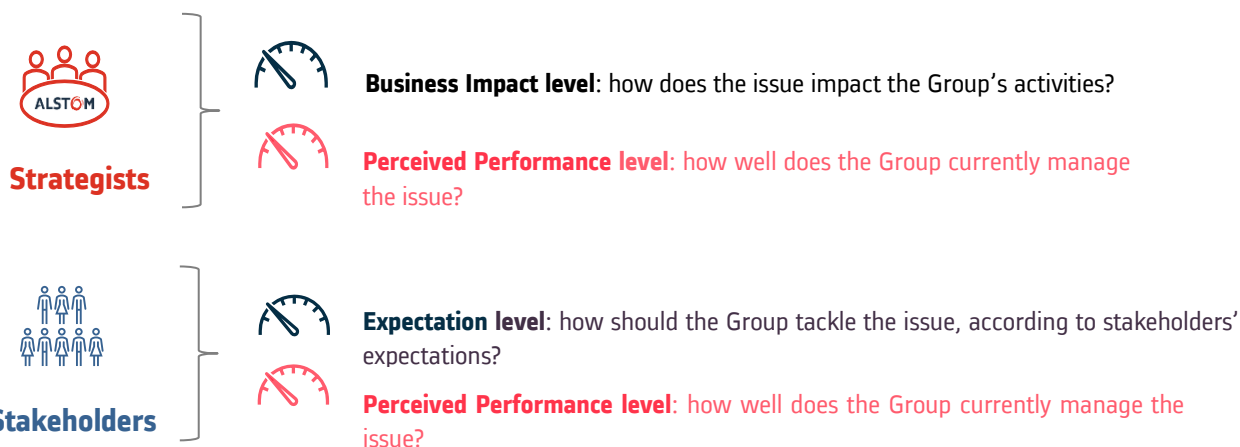 ALSTOM
Strategists
Business Impact level: how does the issue impact the Group's activities?
Perceived Performance level: how well does the Group currently manage
the issue?
Stakeholders
Expectation level: how should the Group tackle the issue, according to stakeholders'
expectations?
Perceived Performance level: how well does the Group currently manage the
issue?